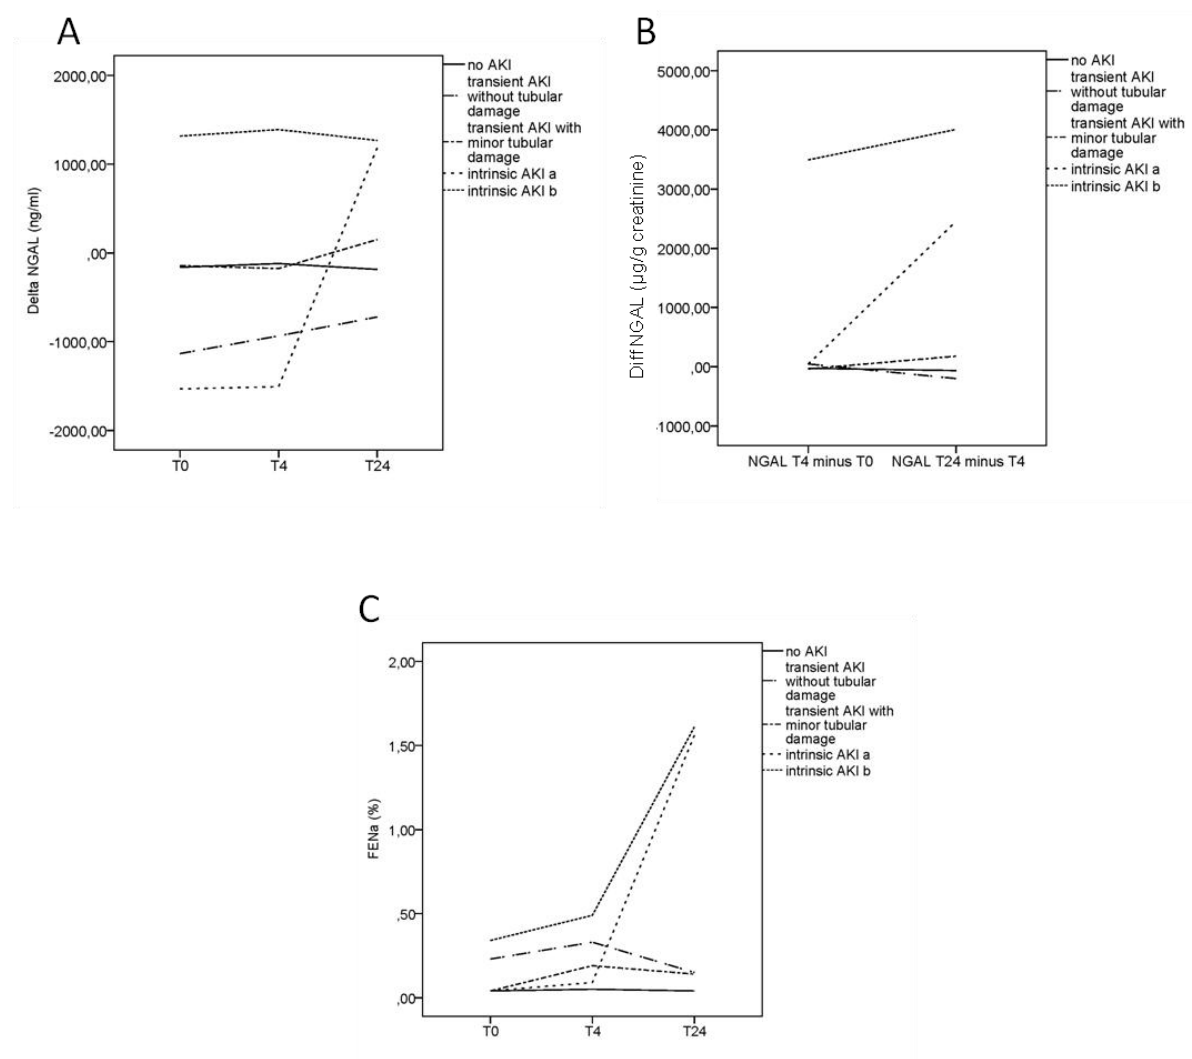 A
2000,00
1000,00
,00
-1000,00
-2000,00
Delta NGAL (ng/ml)
T0
T4
T24
no AKI
transient AKI
without tubular
damage
transient AKI with
minor tubular
damage
intrinsic AKI a
intrinsic AKI b
B
5000,00
4000,00
3000,00
2000,00
1000,00
,00
-1000,00
Diff NGAL (µg/g creatinine)
NGAL T4 minus T0
NGAL T24 minus T4
no AKI
transient AKI
without tubular
damage
transient AKI with
minor tubular
damage
intrinsic AKI a
intrinsic AKI b
C
2,00
1,50
1,00
,50
,00
FENa (%)
T0
T4
T24
no AKI
transient AKI
without tubular
damage
transient AKI with
minor tubular
damage
intrinsic AKI a
intrinsic AKI b